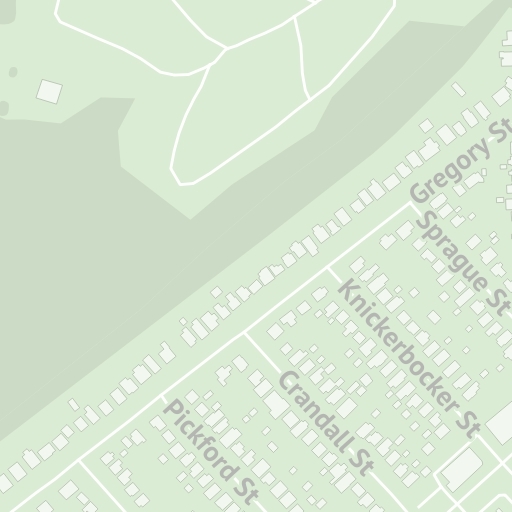 Gregory St
Sprague St
Knickerbocker St
Crandall St
Pickford St